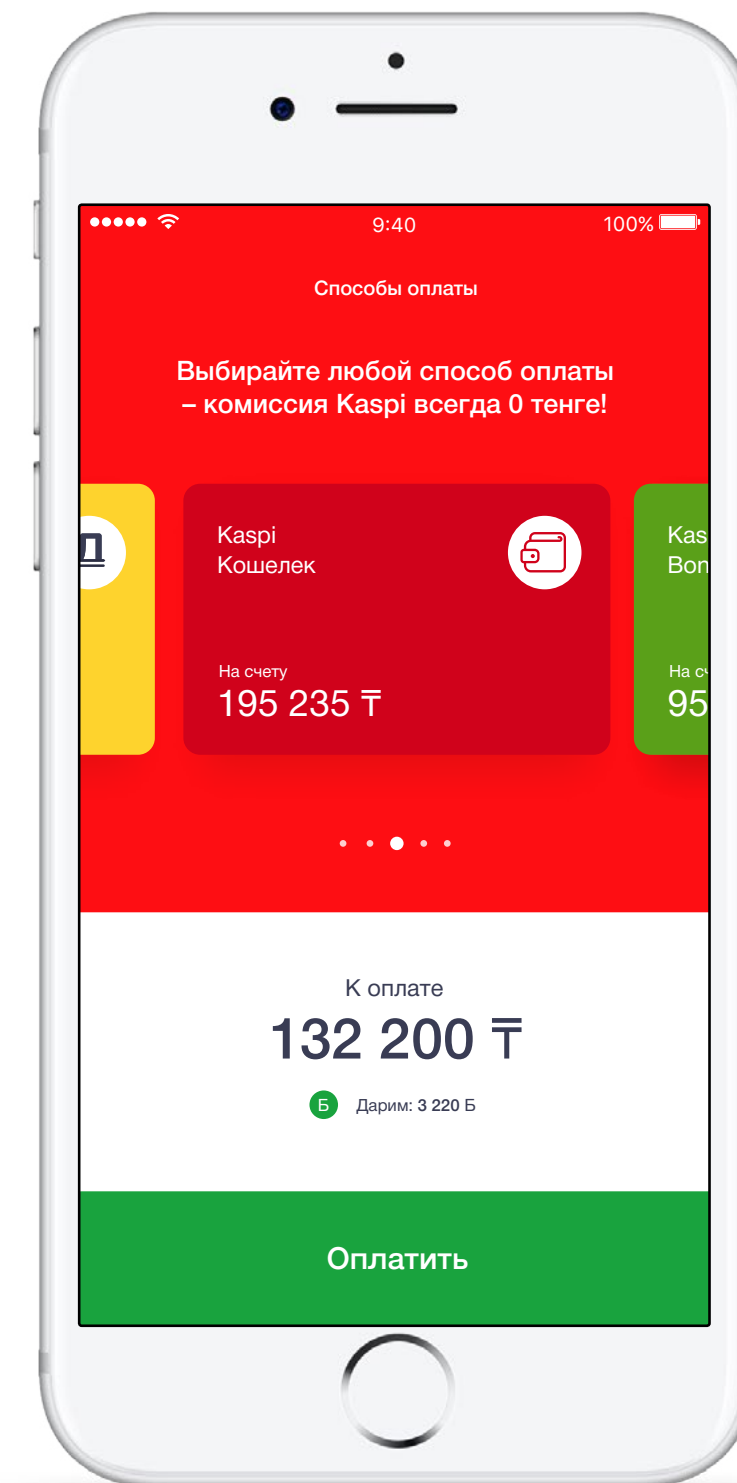 9:40
100%
Способы оплаты
Выбирайте любой способ оплаты
– комиссия Kaspi всегда 0 тенге!
Kaspi
Кошелек
На счету
195 235 ₸
К оплате
132 200 ₸
Б Дарим: 3 220 Б
Оплатить